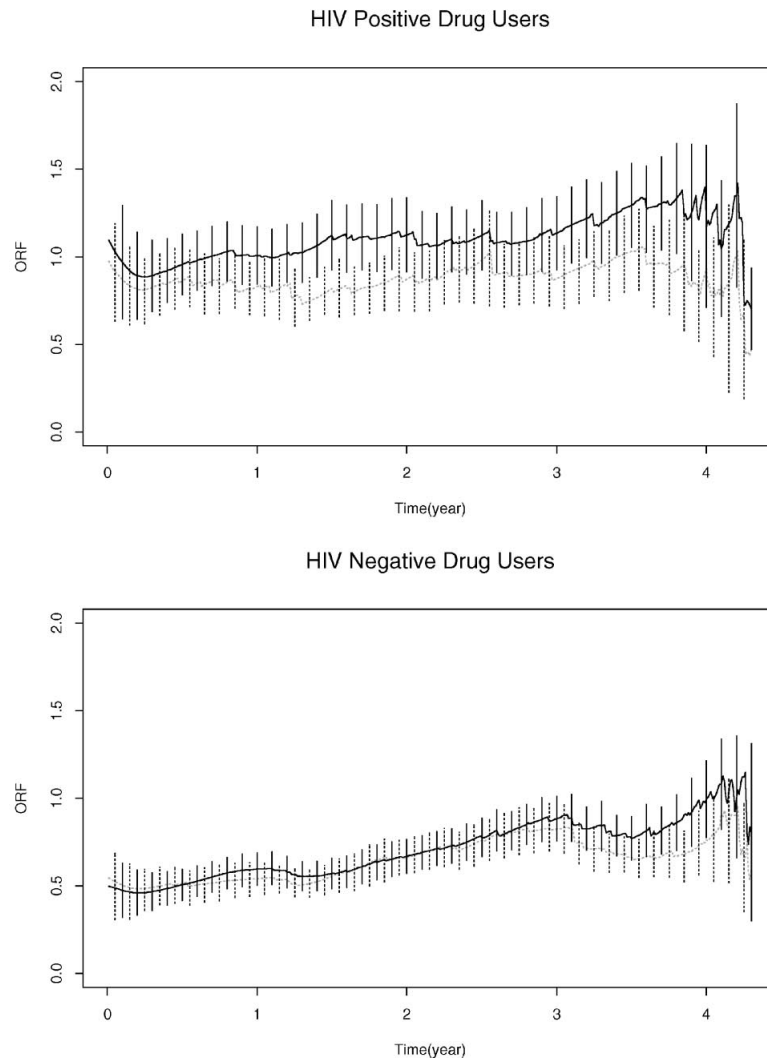 HIV Positive Drug Users
2.0
1.5
1.0
0.5
0.0
ORF
0 1 2 3 4
Time(year)
HIV Negative Drug Users
2.0
1.5
1.0
0.5
0.0
ORF
0 1 2 3 4
Time(year)